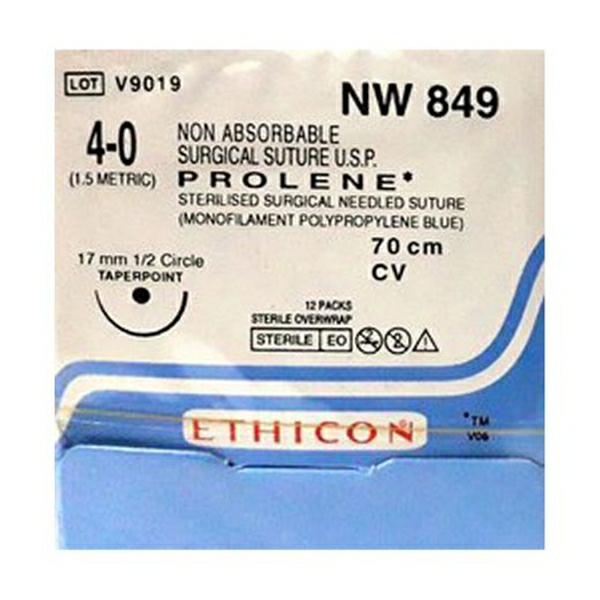 LOT V9019
NW 849
4-0
(1.5 METRIC)
NON ABSORBABLE
SURGICAL SUTURE U.S.P.
PROLENE*
STERILISED SURGICAL NEEDLED SUTURE
(MONOFILAMENT POLYPROPYLENE BLUE)
70 cm
CV
17 mm 1/2 Circle
TAPERPOINT
12 PACKS
STERILE OVERWRAP
STERILE EO
ETHICON
*TM
V06